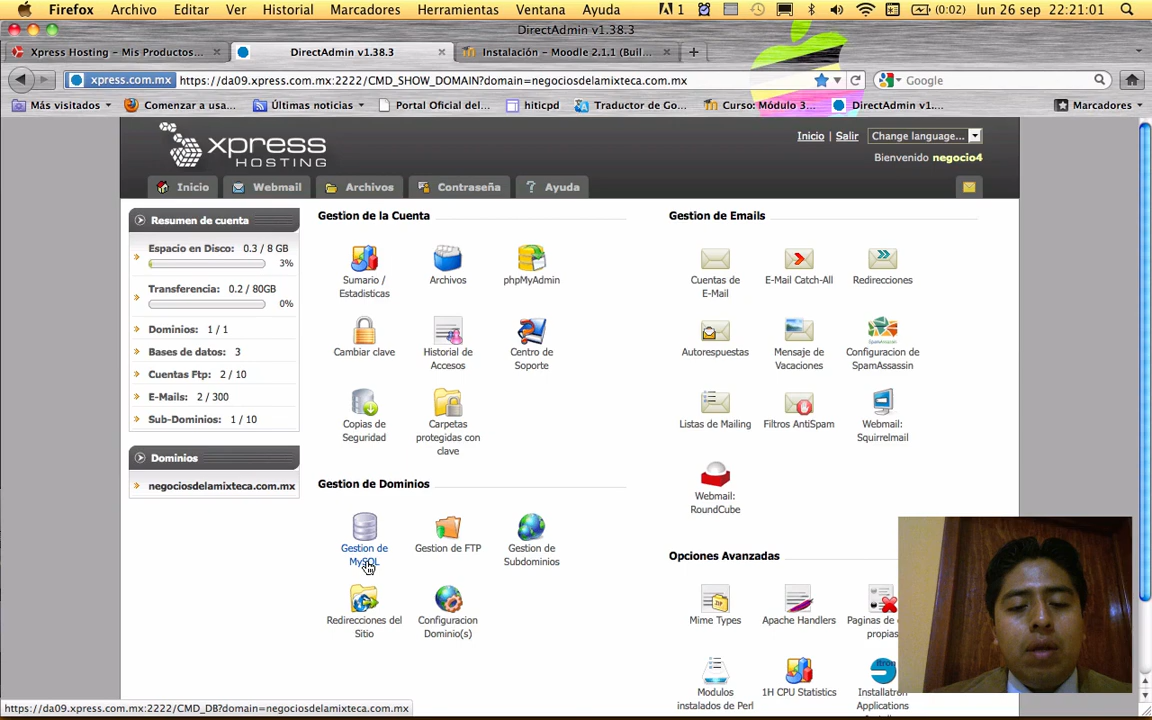 Firefox Archivo Editar Ver Historial Marcadores Herramientas Ventana Ayuda 1 (0:02) lun 26 sep 22:21:01
DirectAdmin v1.38.3
Xpress Hosting - Mis Productos... DirectAdmin v1.38.3 Instalación – Moodle 2.1.1 (Buil...
xpress.com.mx https://da09.xpress.com.mx:2222/CMD_SHOW_DOMAIN?domain=negociosdelamixteca.com.mx Google
Más visitados Comenzar a usa... Últimas noticias Portal Oficial del... hiticpd Traductor de Go... Curso: Módulo 3... DirectAdmin v1.... Marcadores
xpress
HOSTING
Inicio Salir Change language...
Bienvenido negocio4
Inicio Webmail Archivos Contraseña Ayuda
Resumen de cuenta
Espacio en Disco: 0.3 / 8 GB
3%
Transferencia: 0.2 / 80GB
0%
Dominios: 1 / 1
Bases de datos: 3
Cuentas Ftp: 2 / 10
E-Mails: 2 / 300
Sub-Dominios: 1 / 10
Dominios
negociosdelamixteca.com.mx
Gestion de la Cuenta
Sumario /
Estadisticas
Archivos
phpMyAdmin
Cambiar clave
Historial de
Accesos
Centro de
Soporte
Copias de
Seguridad
Carpetas
protegidas con
clave
Gestion de Dominios
Gestion de
MySQL
Gestion de FTP
Gestion de
Subdominios
Redirecciones del
Sitio
Configuracion
Dominio(s)
Gestion de Emails
Cuentas de
E-Mail
E-Mail Catch-All
Redirecciones
Autorespuestas
Mensaje de
Vacaciones
Configuracion de
SpamAssassin
Listas de Mailing
Filtros AntiSpam
Webmail:
Squirrelmail
Webmail:
RoundCube
Opciones Avanzadas
Mime Types
Apache Handlers
Paginas de
propias
Modulos
instalados de Perl
1H CPU Statistics
Installatron
Applications
https://da09.xpress.com.mx:2222/CMD_DB?domain=negociosdelamixteca.com.mx